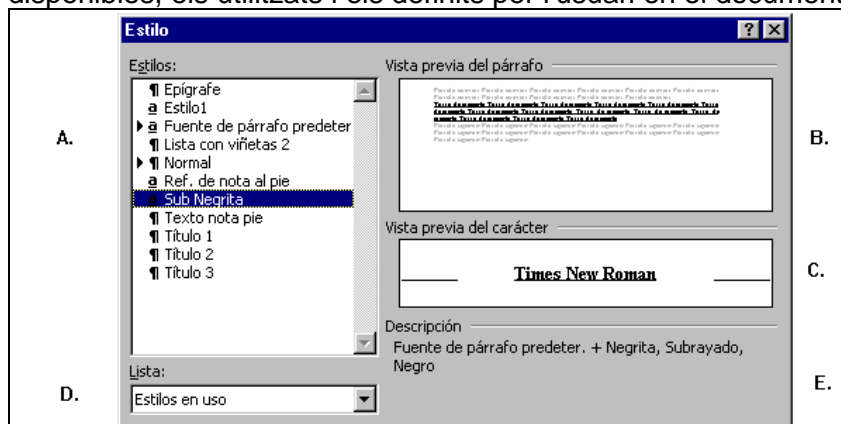 disponibles, els utilitzats i els definits per l'usuari en el document
Estilo
Estilos:
¶ Epígrafe
a Estilo1
a Fuente de párrafo predeter
¶ Lista con viñetas 2
¶ Normal
a Ref. de nota al pie
a Sub Negrita
¶ Texto nota pie
¶ Título 1
¶ Título 2
¶ Título 3
A.
Vista previa del párrafo
B.
Vista previa del carácter
Times New Roman
C.
Descripción
Fuente de párrafo predeter. + Negrita, Subrayado,
Negro
Lista:
Estilos en uso
D.
E.